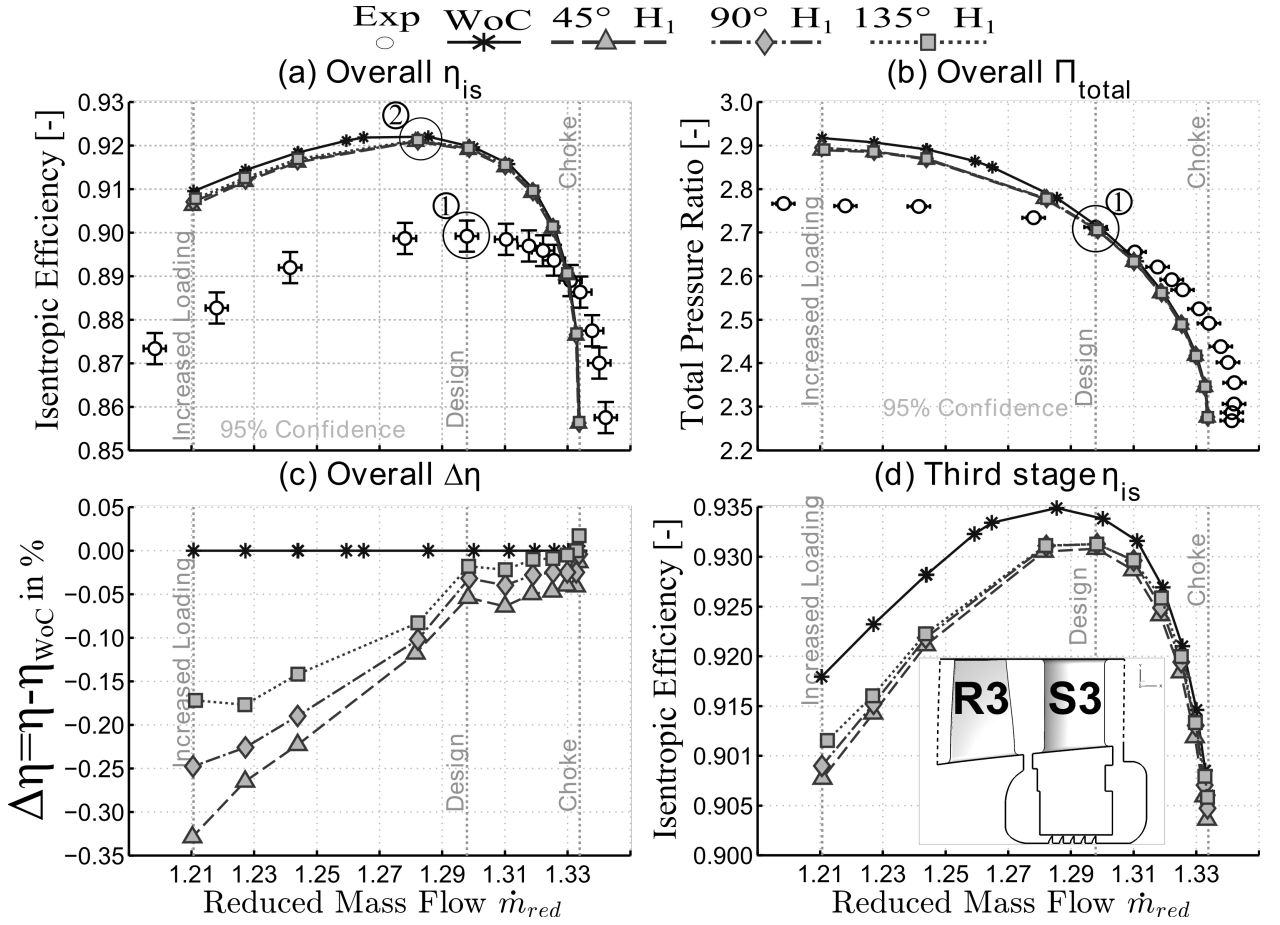 Exp WoC 45° H1 90° H1 135° H1
(a) Overall ηis
(b) Overall Πtotal
Isentropic Efficiency [-]
0.93
0.92
0.91
0.90
0.89
0.88
0.87
0.86
0.85
②
①
Increased Loading
Design
Choke
95% Confidence
Total Pressure Ratio [-]
3.0
2.9
2.8
2.7
2.6
2.5
2.4
2.3
2.2
①
Increased Loading
Design
Choke
95% Confidence
(c) Overall Δη
(d) Third stage ηis
Δη=η-ηWoC in %
0.05
0.00
−0.05
−0.10
−0.15
−0.20
−0.25
−0.30
−0.35
Increased Loading
Design
Choke
1.21 1.23 1.25 1.27 1.29 1.31 1.33
Reduced Mass Flow ṁred
Isentropic Efficiency [-]
0.935
0.930
0.925
0.920
0.915
0.901
0.905
0.900
Increased Loading
Design
Choke
R3 S3
1.21 1.23 1.25 1.27 1.29 1.31 1.33
Reduced Mass Flow ṁred